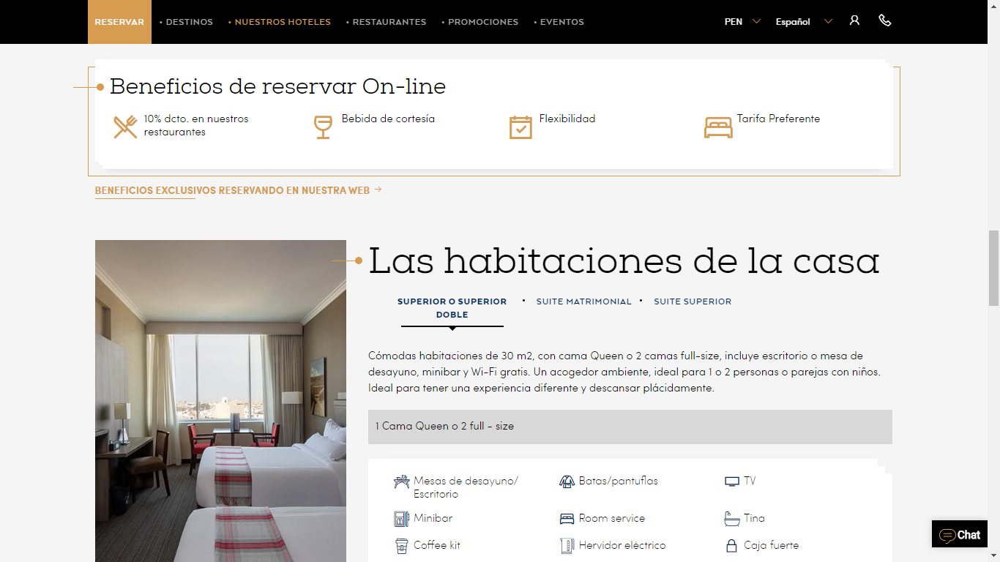 RESERVAR
• DESTINOS
• NUESTROS HOTELES
• RESTAURANTES
• PROMOCIONES
• EVENTOS
PEN
Español
Beneficios de reservar On-line
10% dcto. en nuestros
restaurantes
Bebida de cortesía
Flexibilidad
Tarifa Preferente
BENEFICIOS EXCLUSIVOS RESERVANDO EN NUESTRA WEB →
Las habitaciones de la casa
SUPERIOR O SUPERIOR
DOBLE
• SUITE MATRIMONIAL
• SUITE SUPERIOR
Cómodas habitaciones de 30 m2, con cama Queen o 2 camas full-size, incluye escritorio o mesa de
desayuno, minibar y Wi-Fi gratis. Un acogedor ambiente, ideal para 1 o 2 personas o parejas con niños.
Ideal para tener una experiencia diferente y descansar plácidamente.
1 Cama Queen o 2 full - size
Mesas de desayuno/
Escritorio
Batas/pantuflas
TV
Minibar
Room service
Tina
Coffee kit
Hervidor eléctrico
Caja fuerte
Chat